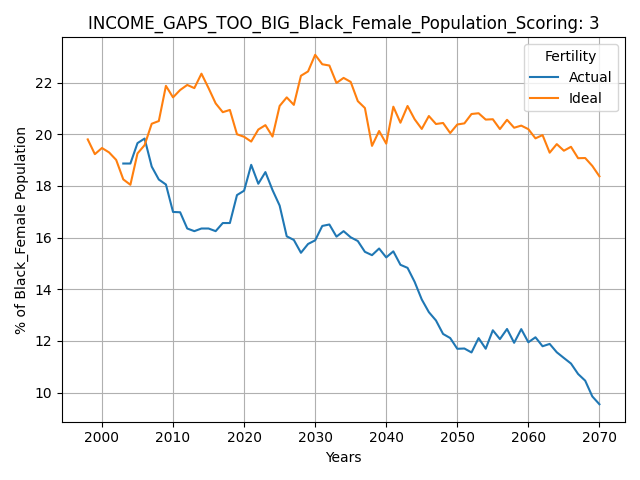 INCOME_GAPS_TOO_BIG_Black_Female_Population_Scoring: 3
Fertility
Actual
Ideal
% of Black_Female Population
22
20
18
16
14
12
10
2000 2010 2020 2030 2040 2050 2060 2070
Years